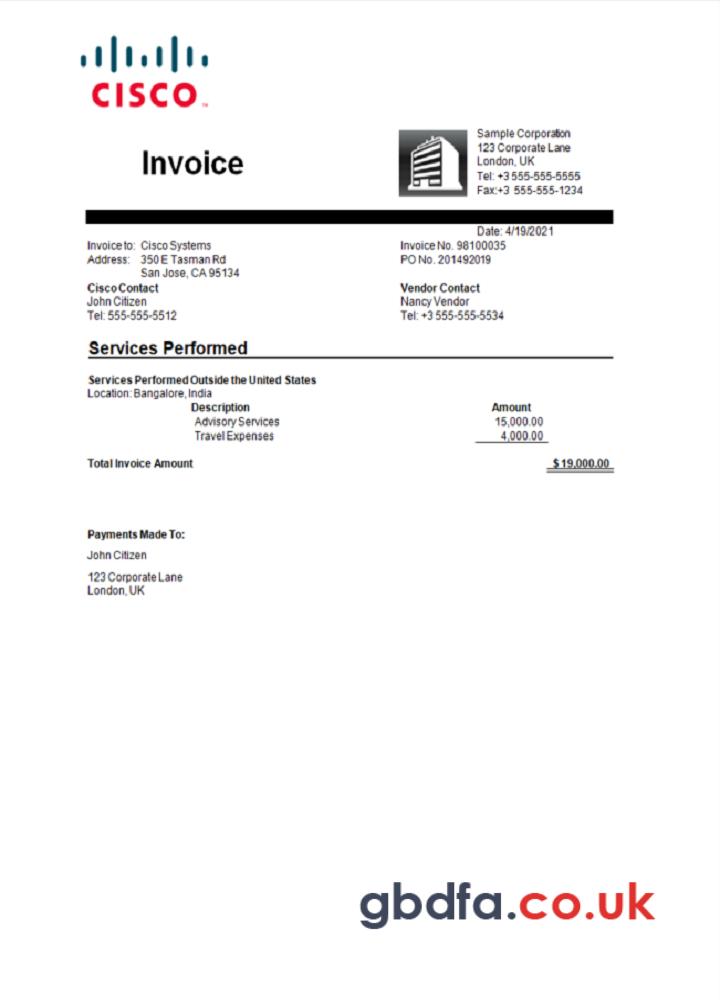 CISCO
Invoice
Sample Corporation
123 Corporate Lane
London, UK
Tel: +3 555-555-5555
Fax:+3 555-555-1234
Date: 4/19/2021
Invoice to: Cisco Systems
Invoice No. 98100035
Address: 350 E Tasman Rd
PO No. 201492019
San Jose, CA 95134
Cisco Contact
Vendor Contact
John Citizen
Nancy Vendor
Tel: 555-555-5512
Tel: +3 555-555-5534
Services Performed
Services Performed Outside the United States
Location: Bangalore, India
Description Amount
Advisory Services 15,000.00
Travel Expenses 4,000.00
Total Invoice Amount $19,000.00
Payments Made To:
John Citizen
123 Corporate Lane
London, UK
gbdfa.co.uk